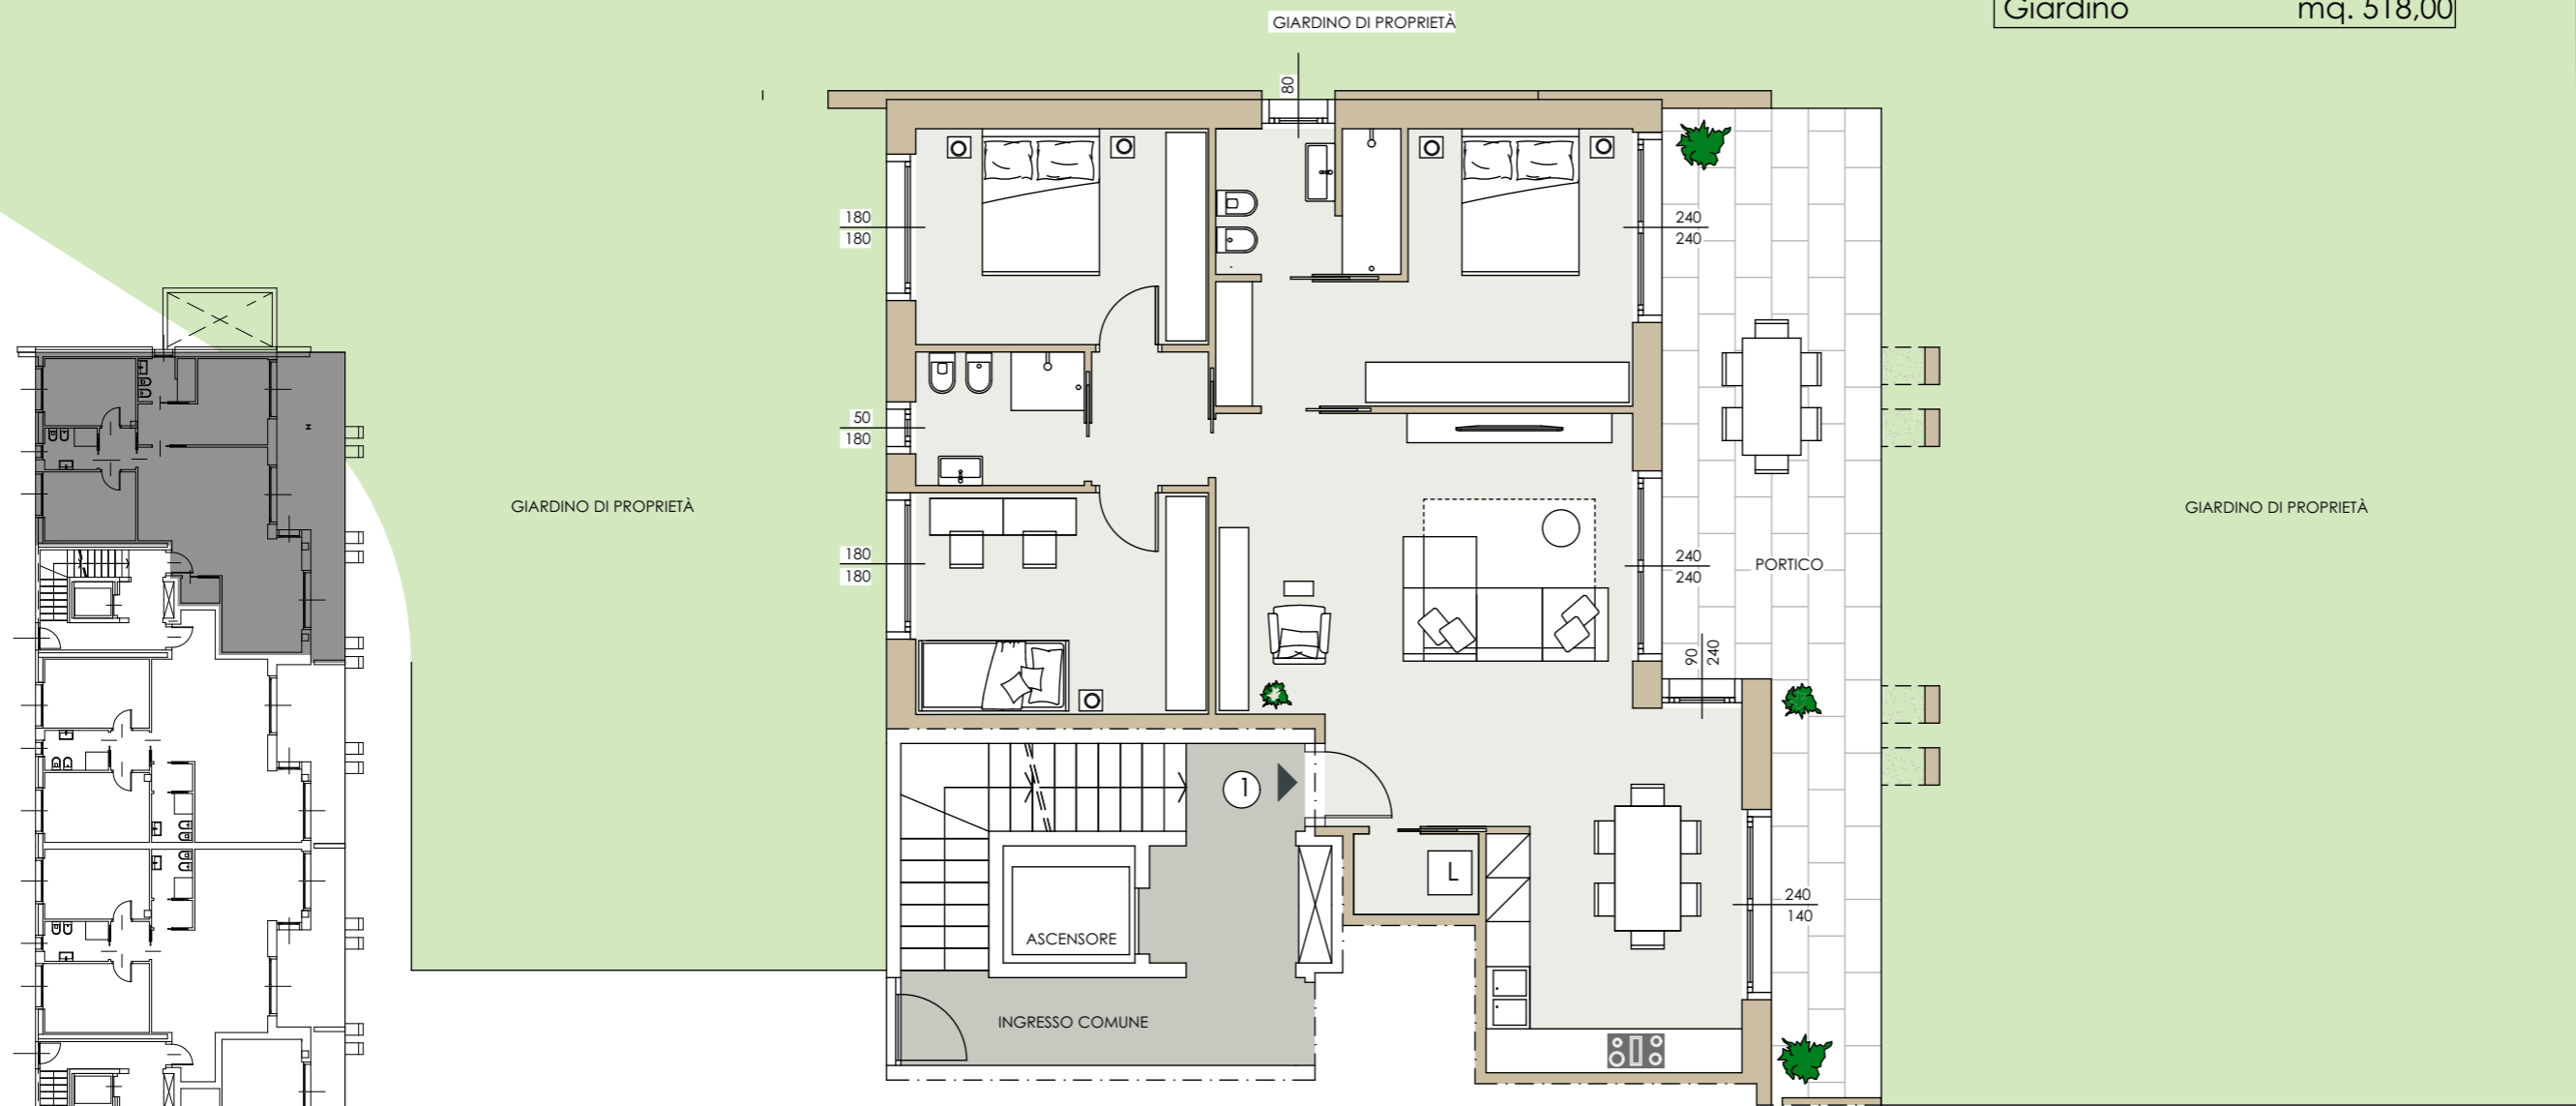 Giardino mq. 518,00
GIARDINO DI PROPRIETÀ
80
180
180
240
240
50
180
GIARDINO DI PROPRIETÀ
GIARDINO DI PROPRIETÀ
180
180
240
240
PORTICO
90
240
1
L
240
140
ASCENSORE
INGRESSO COMUNE